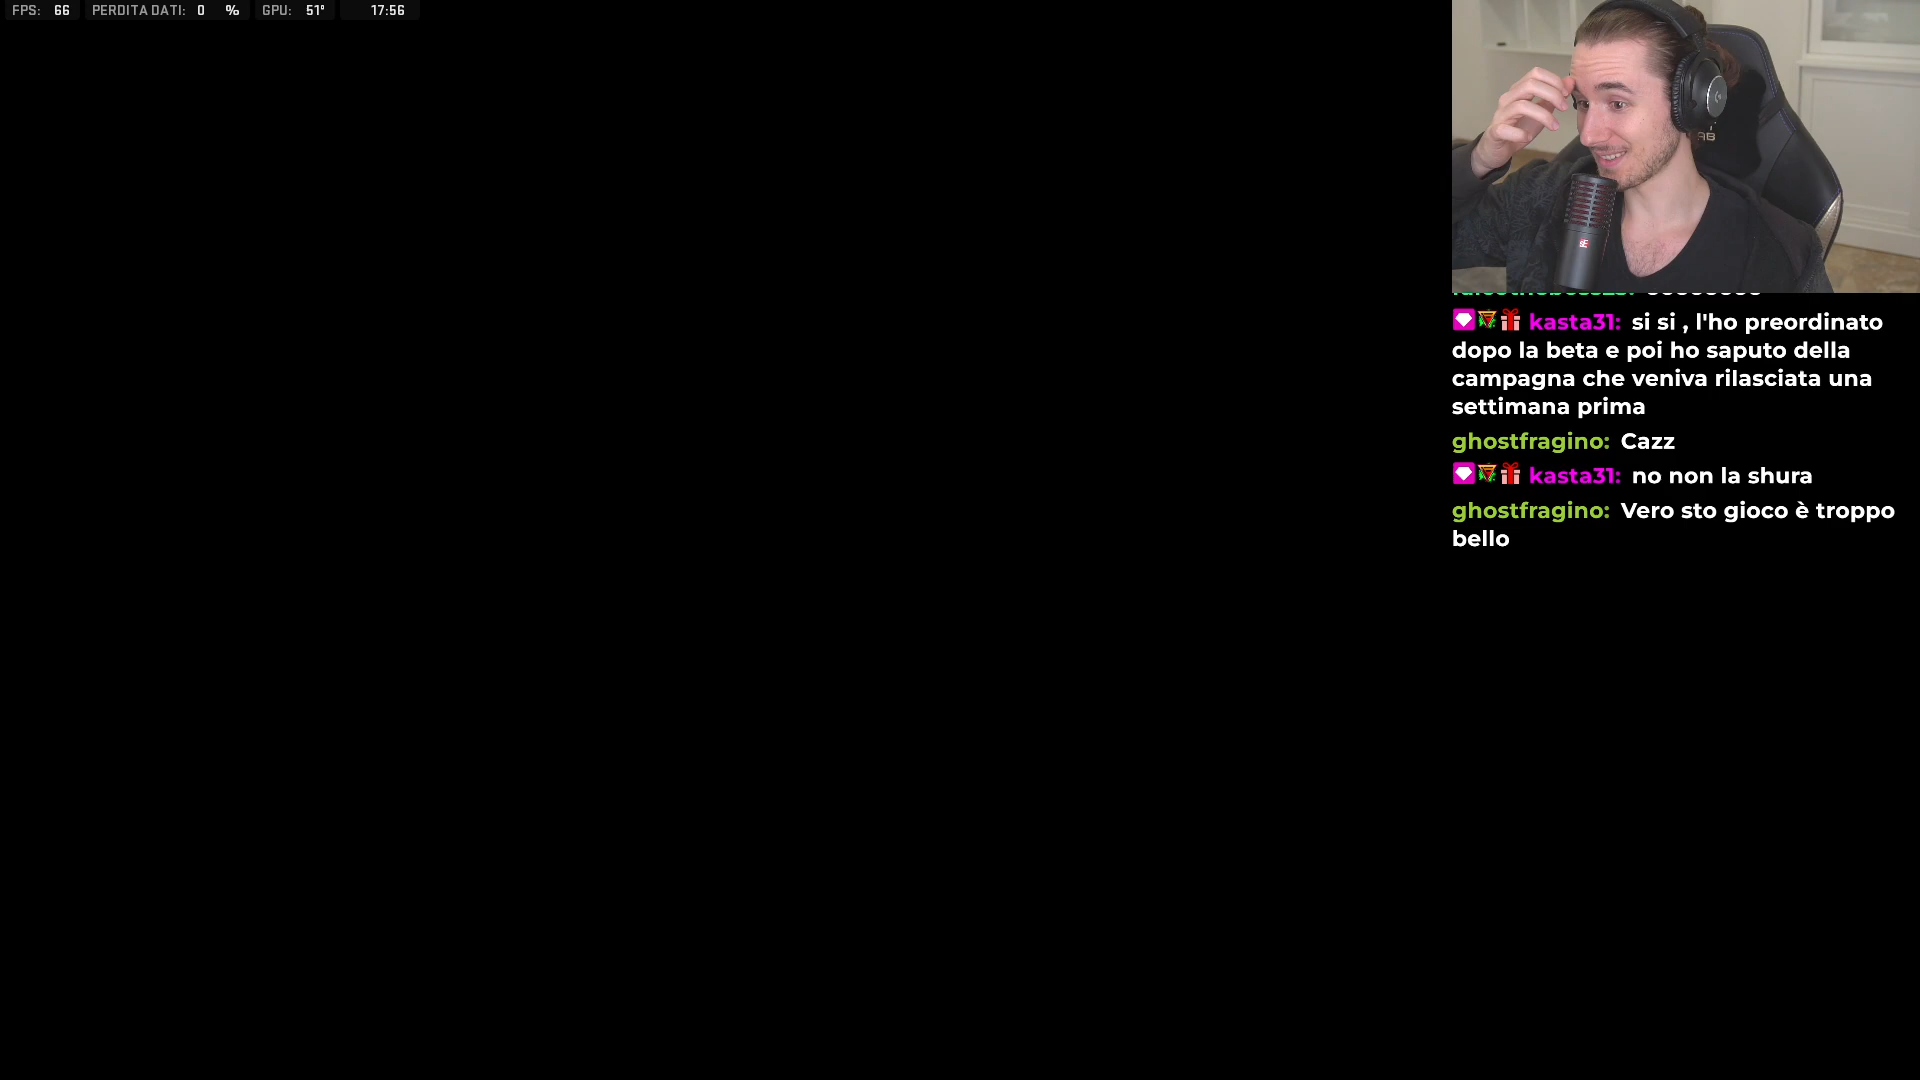 FPS: 66 PERDITA DATI: 0 % GPU: 51° 17:56
kasta31: si si , l'ho preordinato
dopo la beta e poi ho saputo della
campagna che veniva rilasciata una
settimana prima
ghostfragino: Cazz
kasta31: no non la shura
ghostfragino: Vero sto gioco è troppo
bello